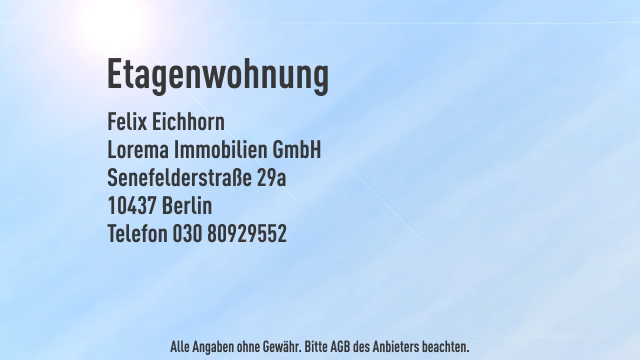 Etagenwohnung
Felix Eichhorn
Lorema Immobilien GmbH
Senefelderstraße 29a
10437 Berlin
Telefon 030 80929552
Alle Angaben ohne Gewähr. Bitte AGB des Anbieters beachten.